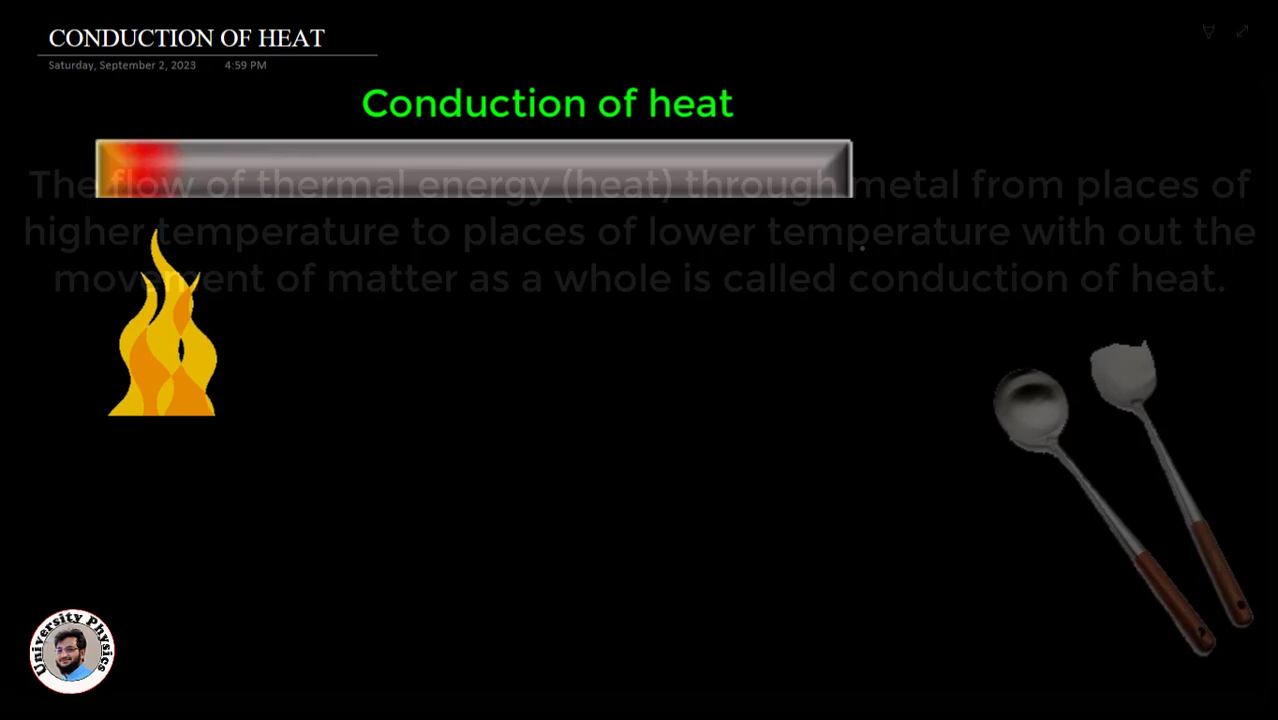 CONDUCTION OF HEAT
Saturday, September 2, 2023 4:59 PM
Conduction of heat
The flow of thermal energy (heat) through metal from places of
higher temperature to places of lower temperature with out the
movement of matter as a whole is called conduction of heat.
University Physics